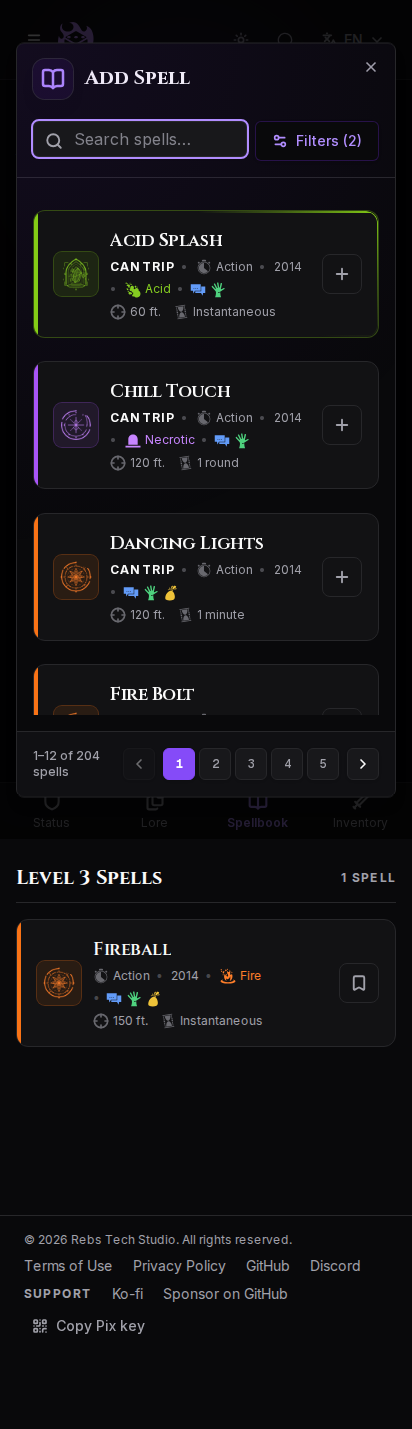 EN
Add Spell
Search spells...
Filters (2)
Acid Splash
CANTRIP • Action • 2014
• Acid •
60 ft. Instantaneous
Chill Touch
CANTRIP • Action • 2014
• Necrotic •
120 ft. 1 round
Dancing Lights
CANTRIP • Action • 2014
•
120 ft. 1 minute
Fire Bolt
1–12 of 204
spells
1 2 3 4 5
Status Lore Spellbook Inventory
Level 3 Spells
1 SPELL
Fireball
Action • 2014 • Fire
•
150 ft. Instantaneous
© 2026 Rebs Tech Studio. All rights reserved.
Terms of Use Privacy Policy GitHub Discord
SUPPORT Ko-fi Sponsor on GitHub
Copy Pix key